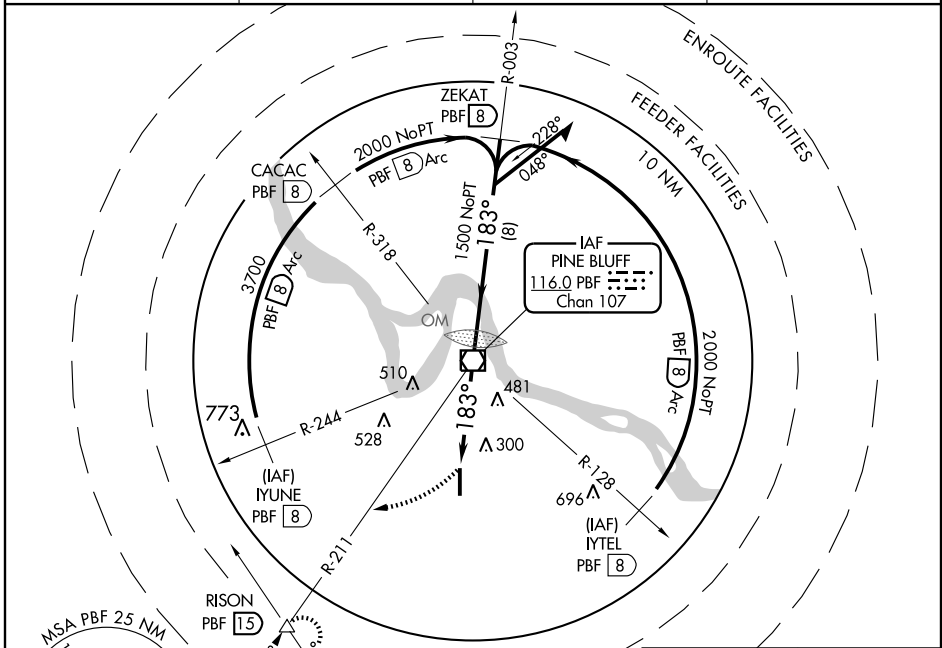 ENROUTE FACILITIES
FEEDER FACILITIES
10 NM
R-003
ZEKAT
PBF 8
2000 NoPT
PBF 8 Arc
228°
048°
CACAC
PBF 8
R-318
1500 NoPT
183°
(8)
3700
PBF 8 Arc
IAF
PINE BLUFF
116.0 PBF
Chan 107
OM
2000 NoPT
PBF 8 Arc
510
481
773
R-244
528
183°
300
R-128
696
(IAF)
IYUNE
PBF 8
(IAF)
IYTEL
PBF 8
R-211
RISON
PBF 15
MSA PBF 25 NM